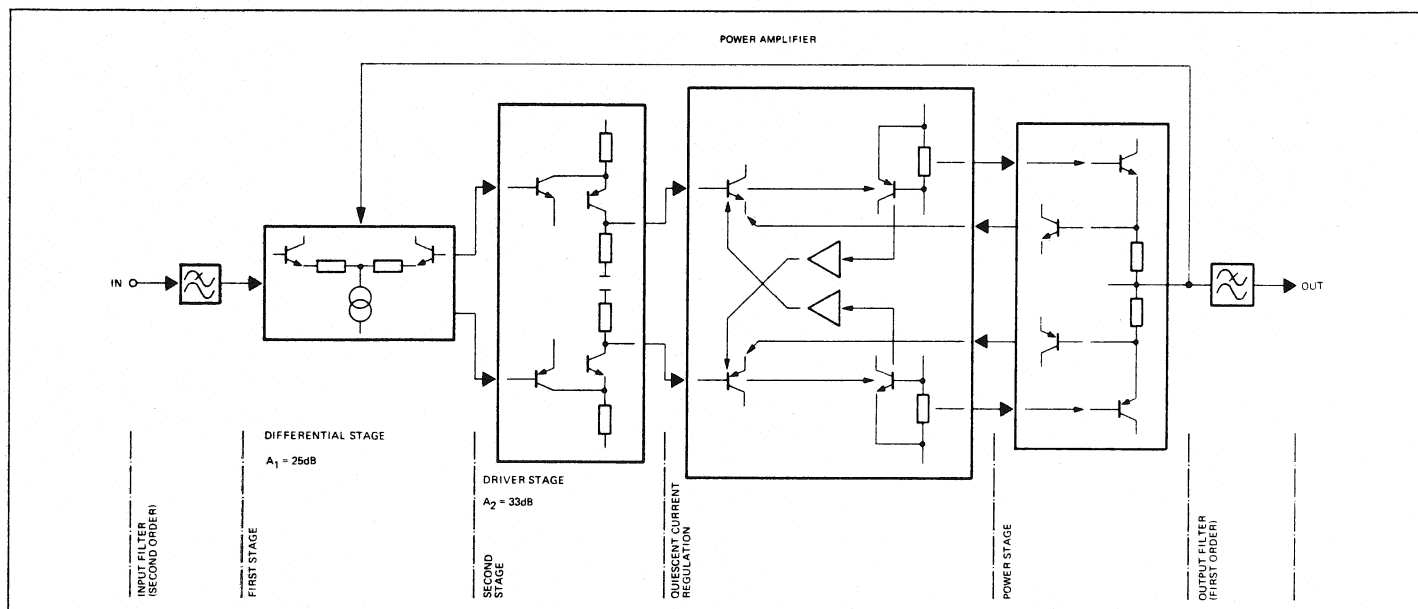 POWER AMPLIFIER
IN
OUT
DIFFERENTIAL STAGE
A1 = 25dB
DRIVER STAGE
A2 = 33dB
INPUT FILTER
(SECOND ORDER)
FIRST STAGE
SECOND
STAGE
QUIESCENT CURRENT
REGULATION
POWER STAGE
OUTPUT FILTER
(FIRST ORDER)